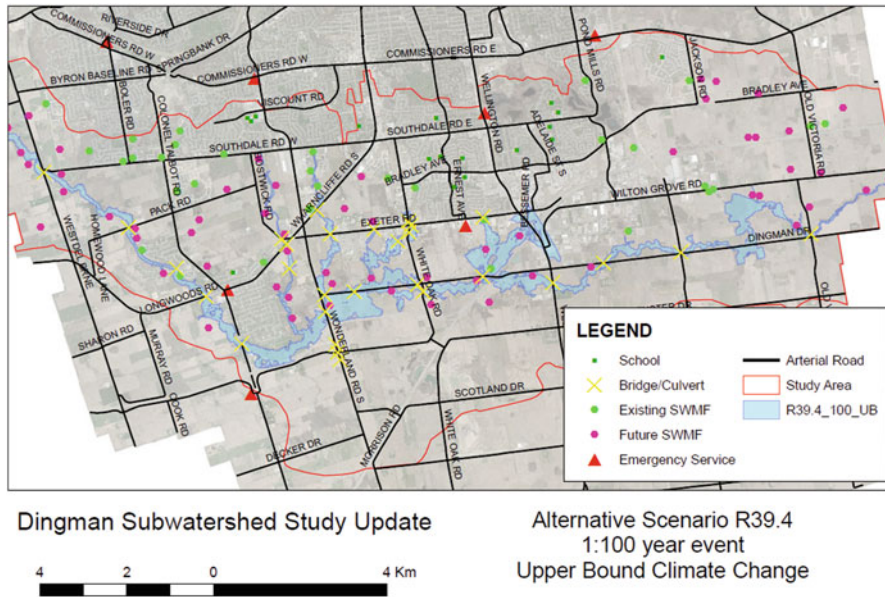 RIVERSIDE DR
COMMISSIONERS RD W
SPRINGBANK DR
BYRON BASELINE RD
COMMISSIONERS RD W
COMMISSIONERS RD E
POND MILLS RD
JACKSON RD
BOLER RD
COLONEL TALBOT RD
VISCOUNT RD
WELLINGTON RD
ADELAIDE ST S
BRADLEY AVE
OLD VICTORIA RD
SOUTHDALE RD E
SOUTHDALE RD W
BRADLEY AVE
ERNEST AVE
BESSEMER RD
WILTON GROVE RD
BOSTWICK RD
WHARNCLIFFE RD S
PACK RD
EXETER RD
WESTDEL BRNE
HOMEWOOD LANE
WHITE OAK RD
DINGMAN DR
LONGWOODS RD
SHARON RD
MURRAY RD
WONDERLAND RD S
COOK RD
SCOTLAND DR
MORRISON RD
WHITE OAK RD
DECKER DR
LEGEND
School
Bridge/Culvert
Existing SWMF
Future SWMF
Emergency Service
Arterial Road
Study Area
R39.4_100_UB
Dingman Subwatershed Study Update
Alternative Scenario R39.4
1:100 year event
Upper Bound Climate Change
4 2 0 4 Km